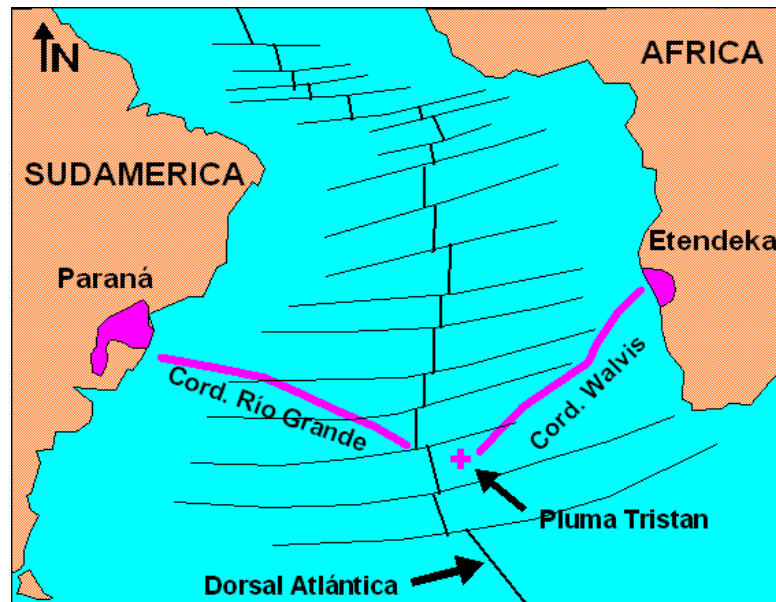 N
AFRICA
SUDAMERICA
Etendeka
Paraná
Cord. Río Grande
Cord. Walvis
Pluma Tristan
Dorsal Atlántica